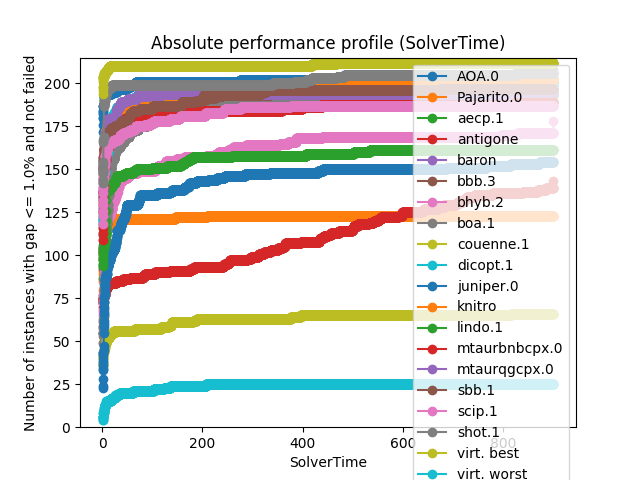 Absolute performance profile (SolverTime)
Number of instances with gap <= 1.0% and not failed
200
175
150
125
100
75
50
25
0
0
200
400
600
800
SolverTime
AOA.0
Pajarito.0
aecp.1
antigone
baron
bbb.3
bhyb.2
boa.1
couenne.1
dicopt.1
juniper.0
knitro
lindo.1
mtaurbnbcpx.0
mtaurqgcpx.0
sbb.1
scip.1
shot.1
virt. best
virt. worst